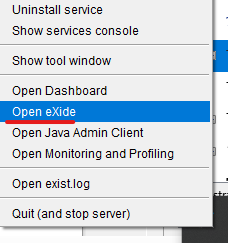 Uninstall service
Show services console
Show tool window
Open Dashboard
Open eXide
Open Java Admin Client
Open Monitoring and Profiling
Open exist.log
Quit (and stop server)